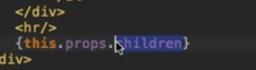 </div>
<hr/>
{this.props.children}
div>